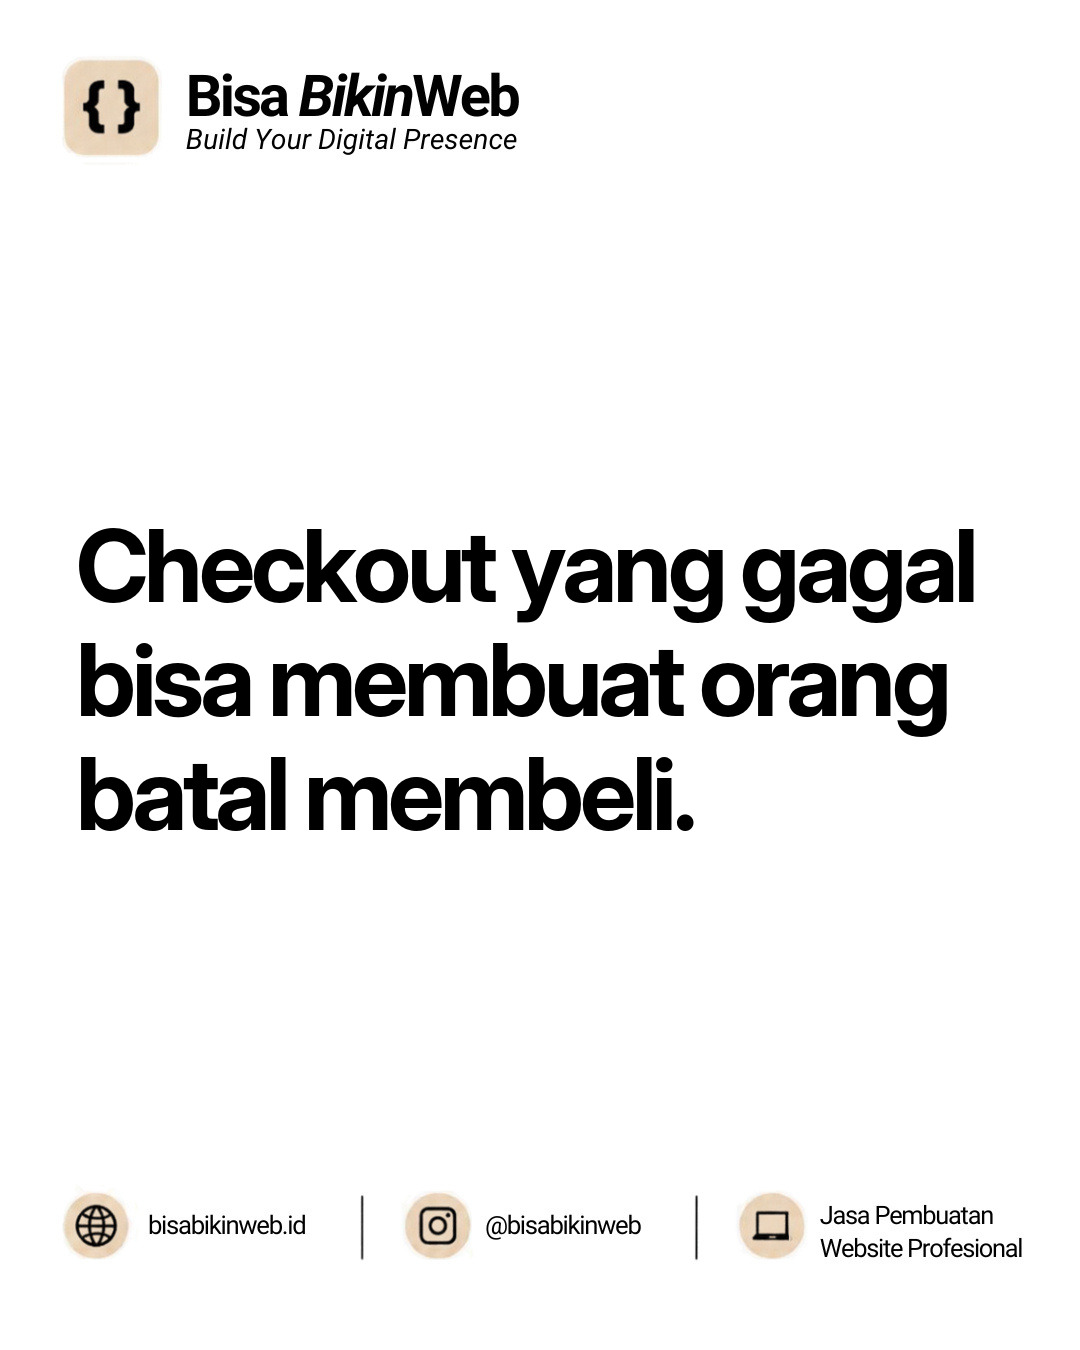 { }
Bisa BikinWeb
Build Your Digital Presence
Checkout yang gagal
bisa membuat orang
batal membeli.
bisabikinweb.id
@bisabikinweb
Jasa Pembuatan
Website Profesional